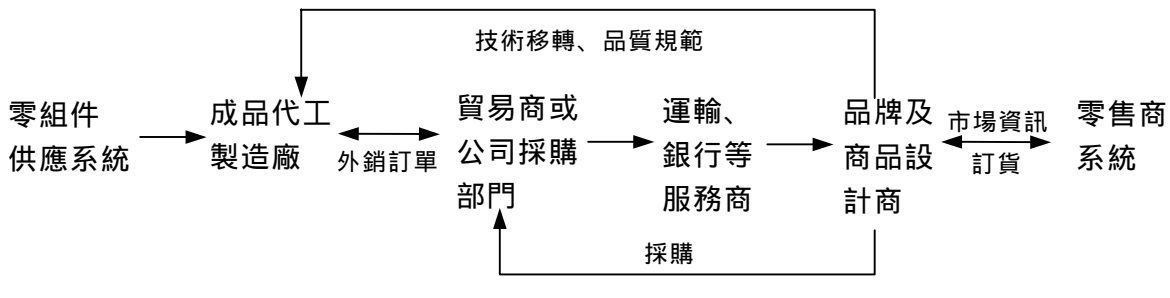 技術移轉、品質規範
零組件
供應系統
成品代工
製造廠
外銷訂單
貿易商或
公司採購
部門
運輸、
銀行等
服務商
品牌及
商品設
計商
市場資訊
訂貨
零售商
系統
採購